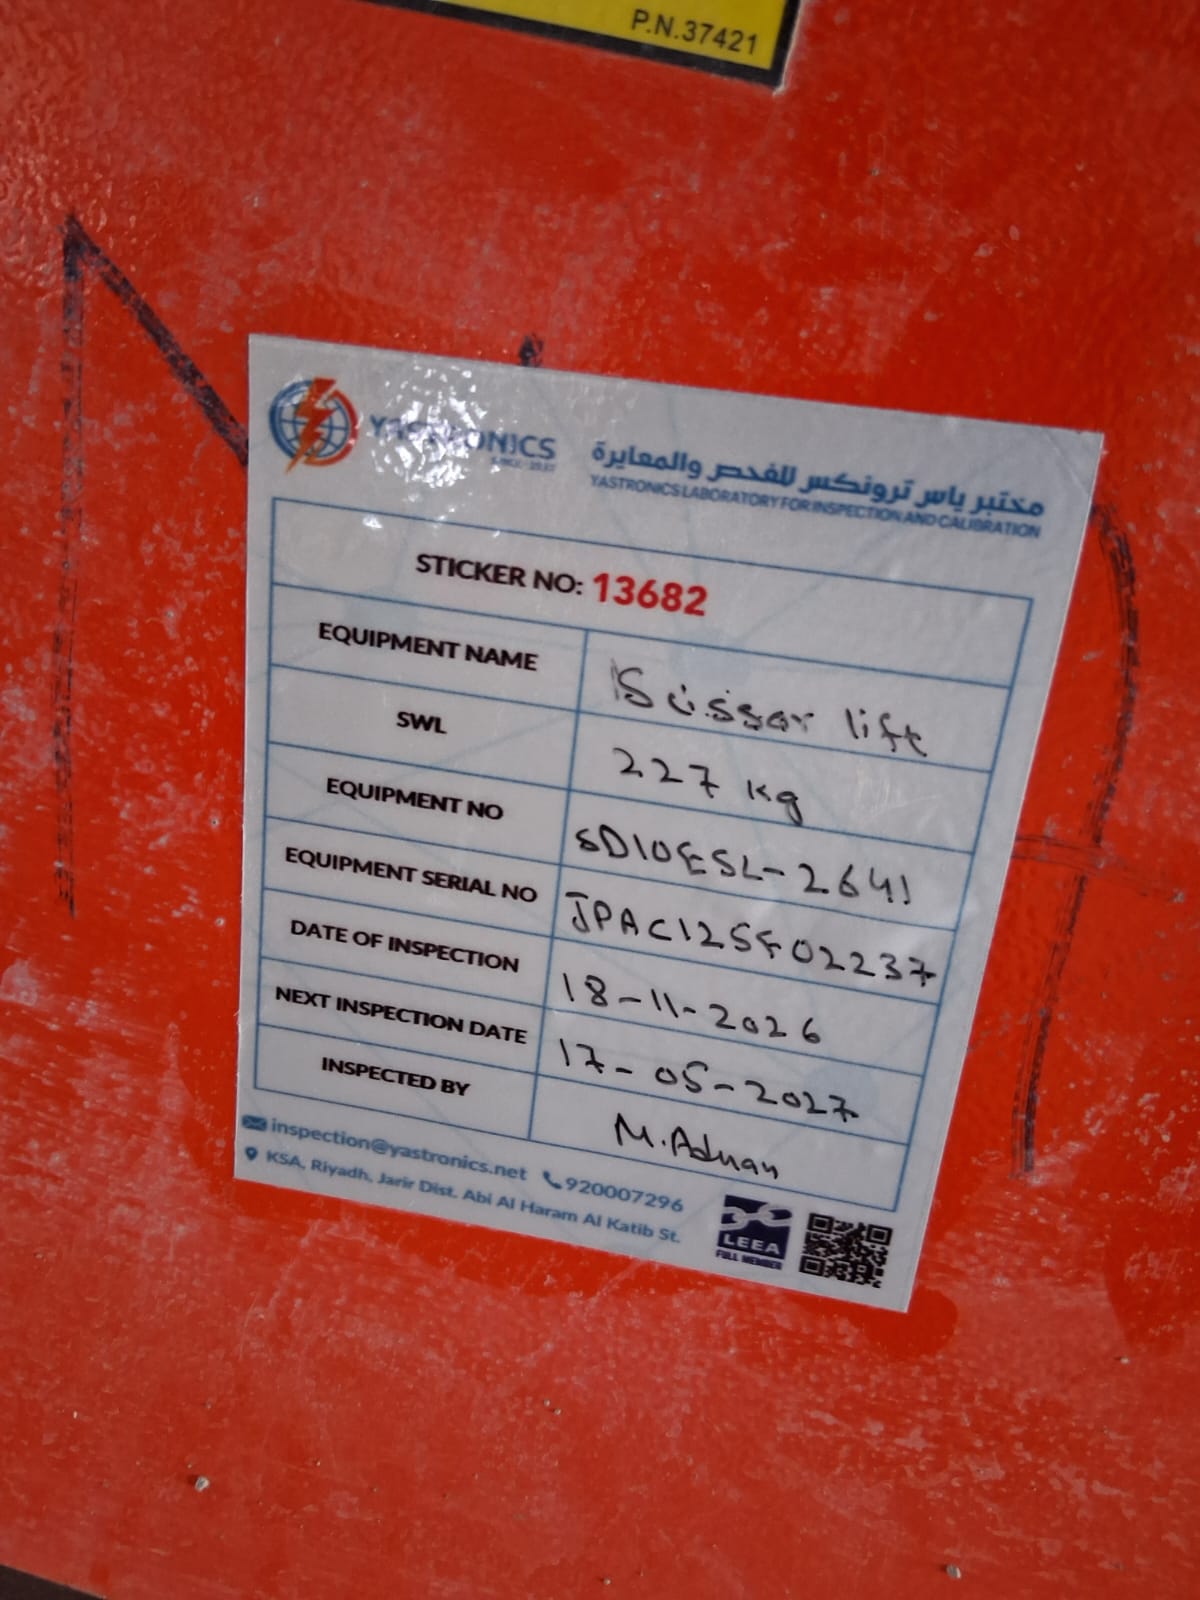 P.N.37421
YASTRONICS
مختبر ياسر ترونكس للفحص والمعايرة
YASTRONICS LABORATORY FOR INSPECTION AND CALIBRATION
STICKER NO: 13682
EQUIPMENT NAME Scissor lift
SWL 227 kg
EQUIPMENT NO SD10ESL-2641
EQUIPMENT SERIAL NO JPAC125F02237
DATE OF INSPECTION 18-11-2026
NEXT INSPECTION DATE 17-05-2027
INSPECTED BY M.Adnan
inspection@yastronics.net 920007296
KSA, Riyadh, Jarir Dist. Abi Al Haram Al Katib St.
LEEA
FULL MEMBER